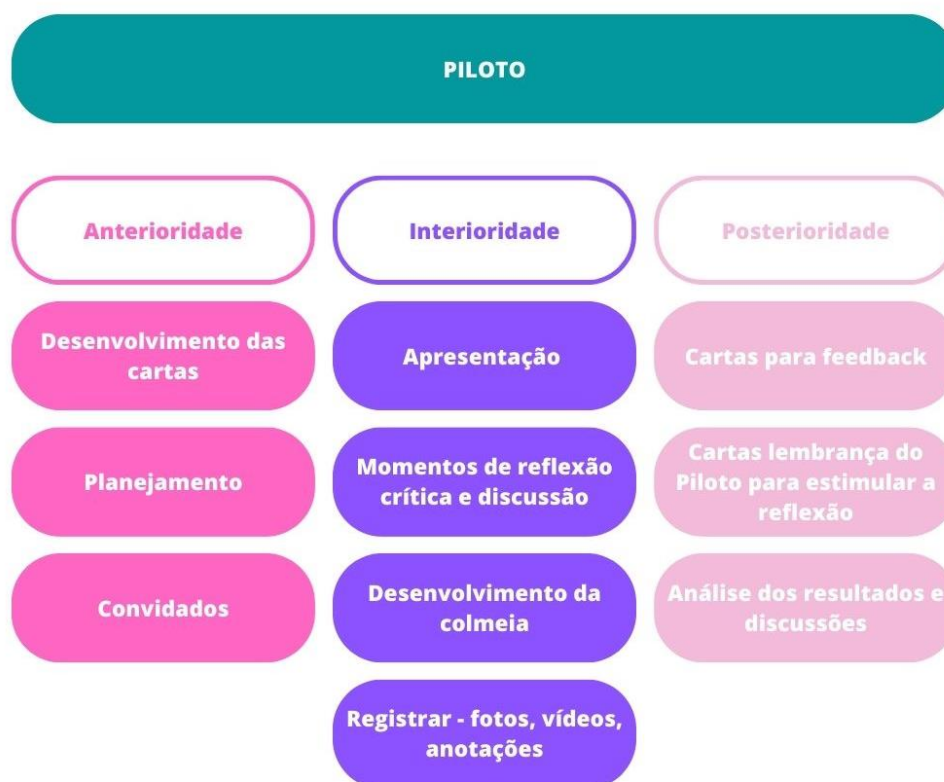 PILOTO
Anterioridade
Interioridade
Posterioridade
Desenvolvimento das
cartas
Apresentação
Cartas para feedback
Planejamento
Momentos de reflexão
crítica e discussão
Cartas lembrança do
Piloto para estimular a
reflexão
Convidados
Desenvolvimento da
colmeia
Análise dos resultados e
discussões
Registrar - fotos, vídeos,
anotações